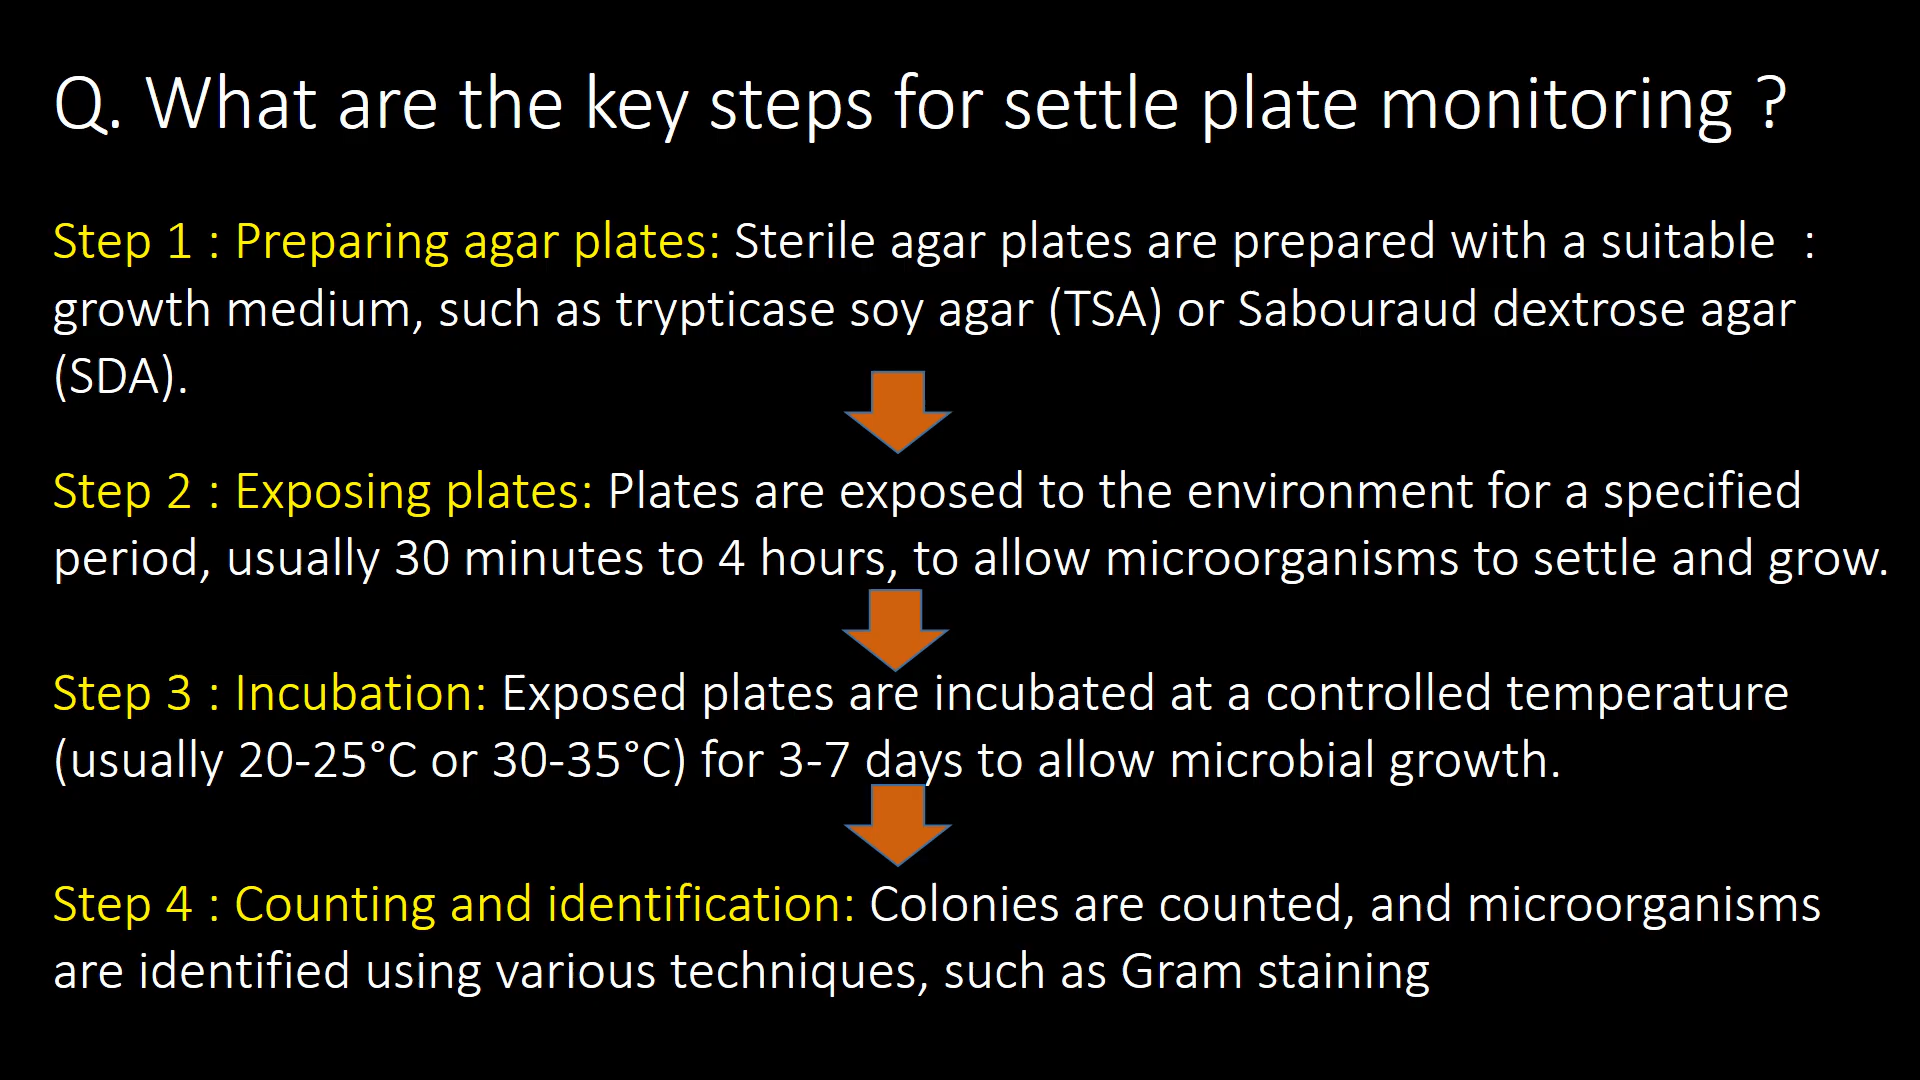 Q. What are the key steps for settle plate monitoring ?
Step 1 : Preparing agar plates: Sterile agar plates are prepared with a suitable  :
growth medium, such as trypticase soy agar (TSA) or Sabouraud dextrose agar
(SDA).
Step 2 : Exposing plates: Plates are exposed to the environment for a specified
period, usually 30 minutes to 4 hours, to allow microorganisms to settle and grow.
Step 3 : Incubation: Exposed plates are incubated at a controlled temperature
(usually 20-25°C or 30-35°C) for 3-7 days to allow microbial growth.
Step 4 : Counting and identification: Colonies are counted, and microorganisms
are identified using various techniques, such as Gram staining